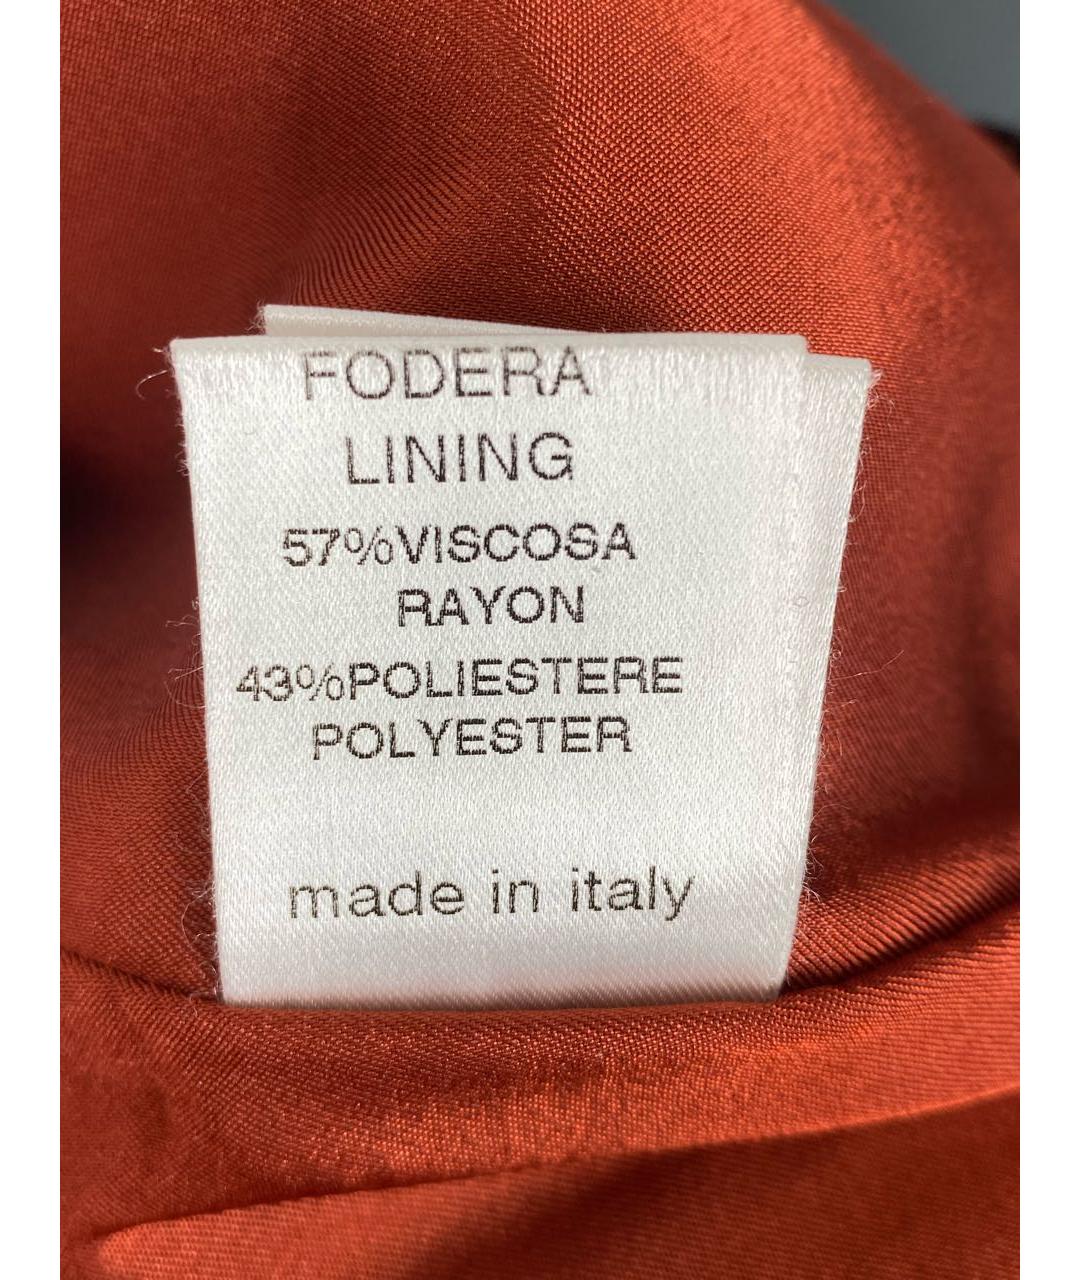 FODERA
LINING
57%VISCOSA
RAYON
43%POLIESTERE
POLYESTER
made in italy